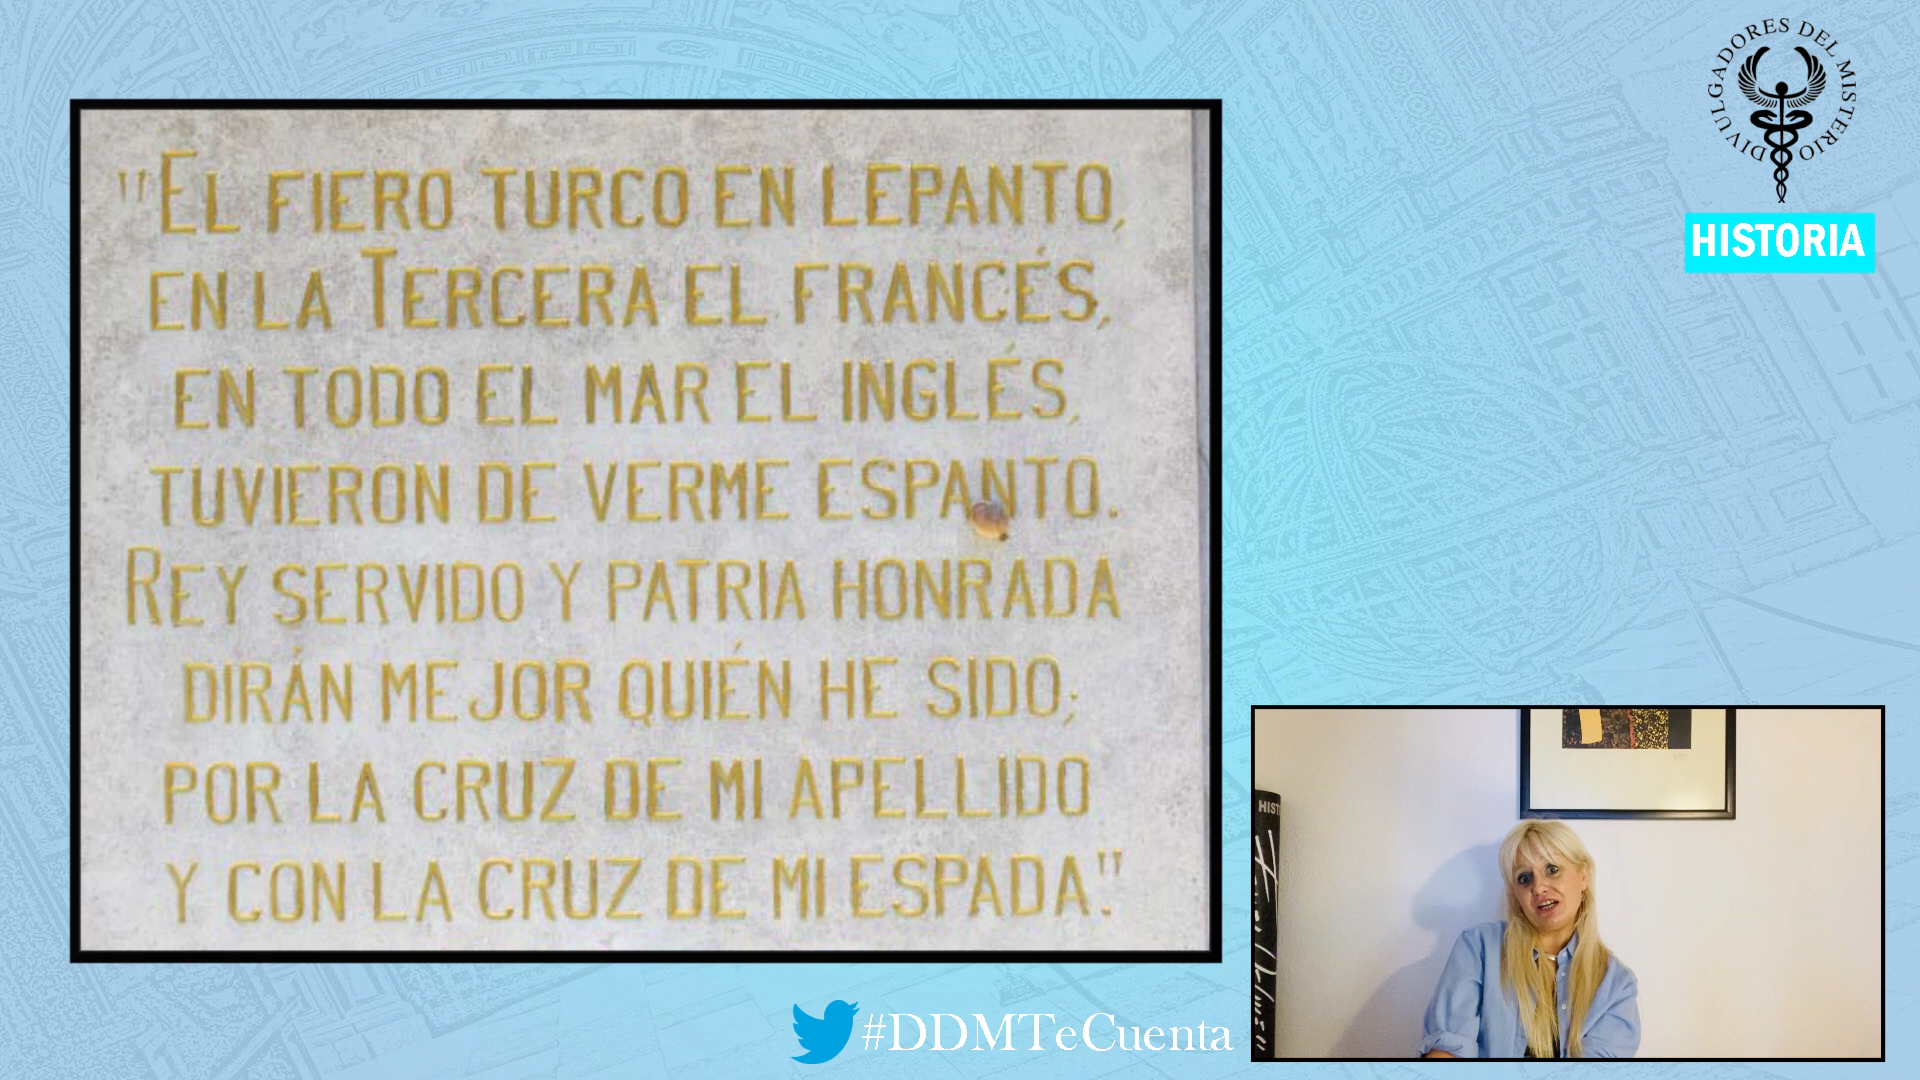 "EL FIERO TURCO EN LEPANTO,
EN LA TERCERA EL FRANCÉS,
EN TODO EL MAR EL INGLÉS,
TUVIERON DE VERME ESPANTO.
REY SERVIDO Y PATRIA HONRADA
DIRÁN MEJOR QUIÉN HE SIDO;
POR LA CRUZ DE MI APELLIDO
Y CON LA CRUZ DE MI ESPADA."
DIVULGADORES DEL MISTERIO
HISTORIA
HIST
#DDMTeCuenta